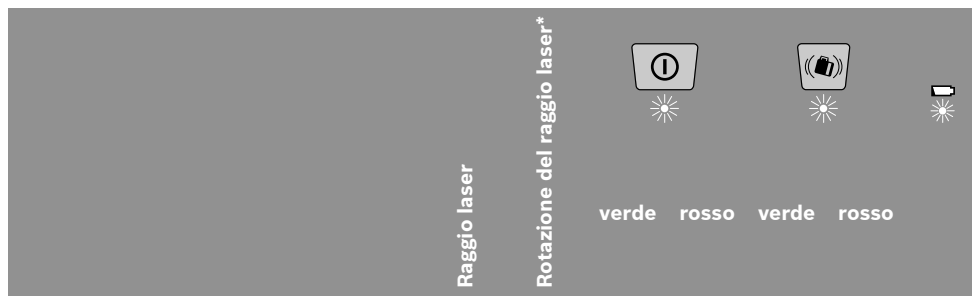 Raggio laser
Rotazione del raggio laser*
verde rosso verde rosso